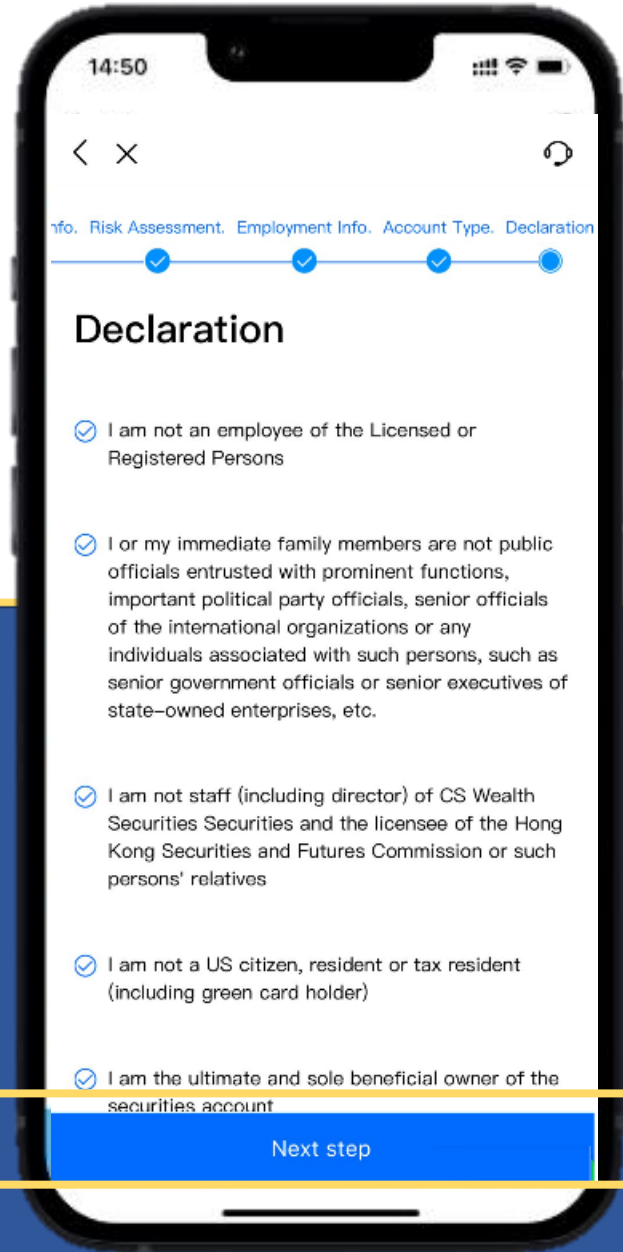 14:50
nfo. Risk Assessment. Employment Info. Account Type. Declaration
Declaration
I am not an employee of the Licensed or
Registered Persons
I or my immediate family members are not public
officials entrusted with prominent functions,
important political party officials, senior officials
of the international organizations or any
individuals associated with such persons, such as
senior government officials or senior executives of
state-owned enterprises, etc.
I am not staff (including director) of CS Wealth
Securities Securities and the licensee of the Hong
Kong Securities and Futures Commission or such
persons' relatives
I am not a US citizen, resident or tax resident
(including green card holder)
I am the ultimate and sole beneficial owner of the
securities account
Next step